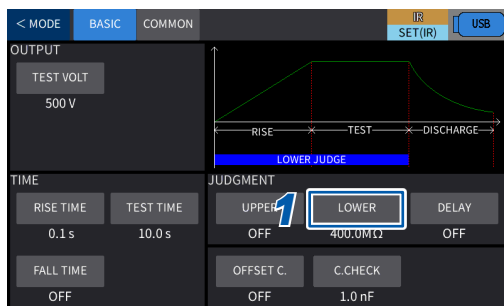 < MODE BASIC COMMON IR SET(IR) USB
OUTPUT
TEST VOLT
500 V
RISE TEST DISCHARGE
LOWER JUDGE
TIME JUDGMENT
RISE TIME TEST TIME UPPER 1 LOWER DELAY
0.1 s 10.0 s OFF 400.0MΩ OFF
FALL TIME OFFSET C. C.CHECK
OFF OFF 1.0 nF